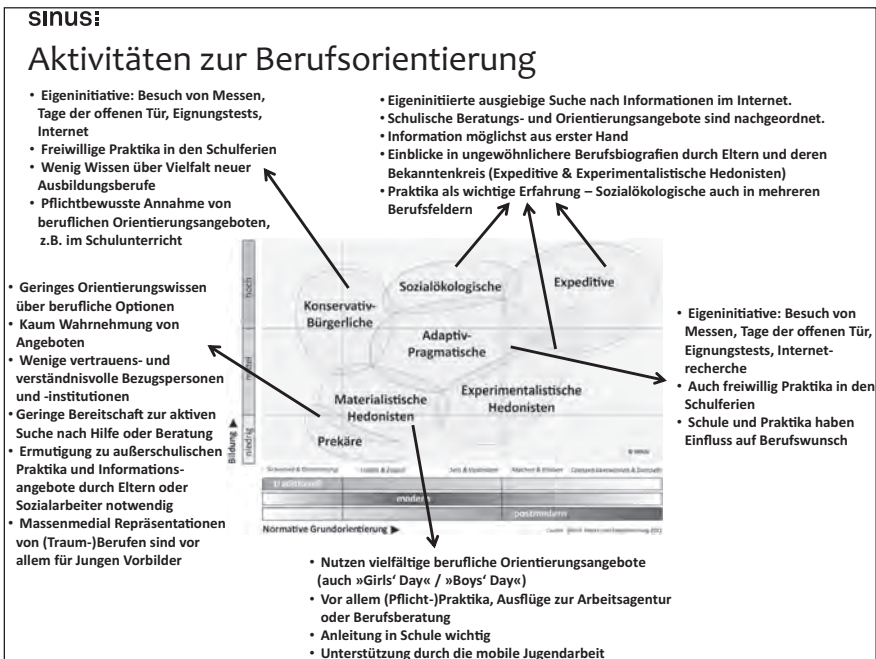 sinus:
Aktivitäten zur Berufsorientierung
• Eigeninitiative: Besuch von Messen,
Tage der offenen Tür, Eignungstests,
Internet
• Freiwillige Praktika in den Schulferien
• Wenig Wissen über Vielfalt neuer
Ausbildungsberufe
• Pflichtbewusste Annahme von
beruflichen Orientierungsangeboten,
z.B. im Schulunterricht
• Eigeninitiierte ausgiebige Suche nach Informationen im Internet.
• Schulische Beratungs- und Orientierungsangebote sind nachgeordnet.
• Information möglichst aus erster Hand
• Einblicke in ungewöhnlichere Berufsbiografien durch Eltern und deren
Bekanntenkreis (Expeditive & Experimentalistische Hedonisten)
• Praktika als wichtige Erfahrung – Sozialökologische auch in mehreren
Berufsfeldern
• Geringes Orientierungswissen
über berufliche Optionen
• Kaum Wahrnehmung von
Angeboten
• Wenige vertrauens- und
verständnisvolle Bezugspersonen
und -institutionen
• Geringe Bereitschaft zur aktiven
Suche nach Hilfe oder Beratung
• Ermutigung zu außerschulischen
Praktika und Informations-
angebote durch Eltern oder
Sozialarbeiter notwendig
• Massenmedial Repräsentationen
von (Traum-)Berufen sind vor
allem für Jungen Vorbilder
Bildung ▶
hoch
mittel
niedrig
Konservativ-
Bürgerliche
Sozialökologische
Expeditive
Adaptiv-
Pragmatische
Materialistische
Hedonisten
Experimentalistische
Hedonisten
Prekäre
© SINUS
traditionell
modern
postmodern
Normative Grundorientierung ▶
• Eigeninitiative: Besuch von
Messen, Tage der offenen Tür,
Eignungstests, Internet-
recherche
• Auch freiwillig Praktika in den
Schulferien
• Schule und Praktika haben
Einfluss auf Berufswunsch
• Nutzen vielfältige berufliche Orientierungsangebote
(auch »Girls‘ Day« / »Boys‘ Day«)
• Vor allem (Pflicht-)Praktika, Ausflüge zur Arbeitsagentur
oder Berufsberatung
• Anleitung in Schule wichtig
• Unterstützung durch die mobile Jugendarbeit